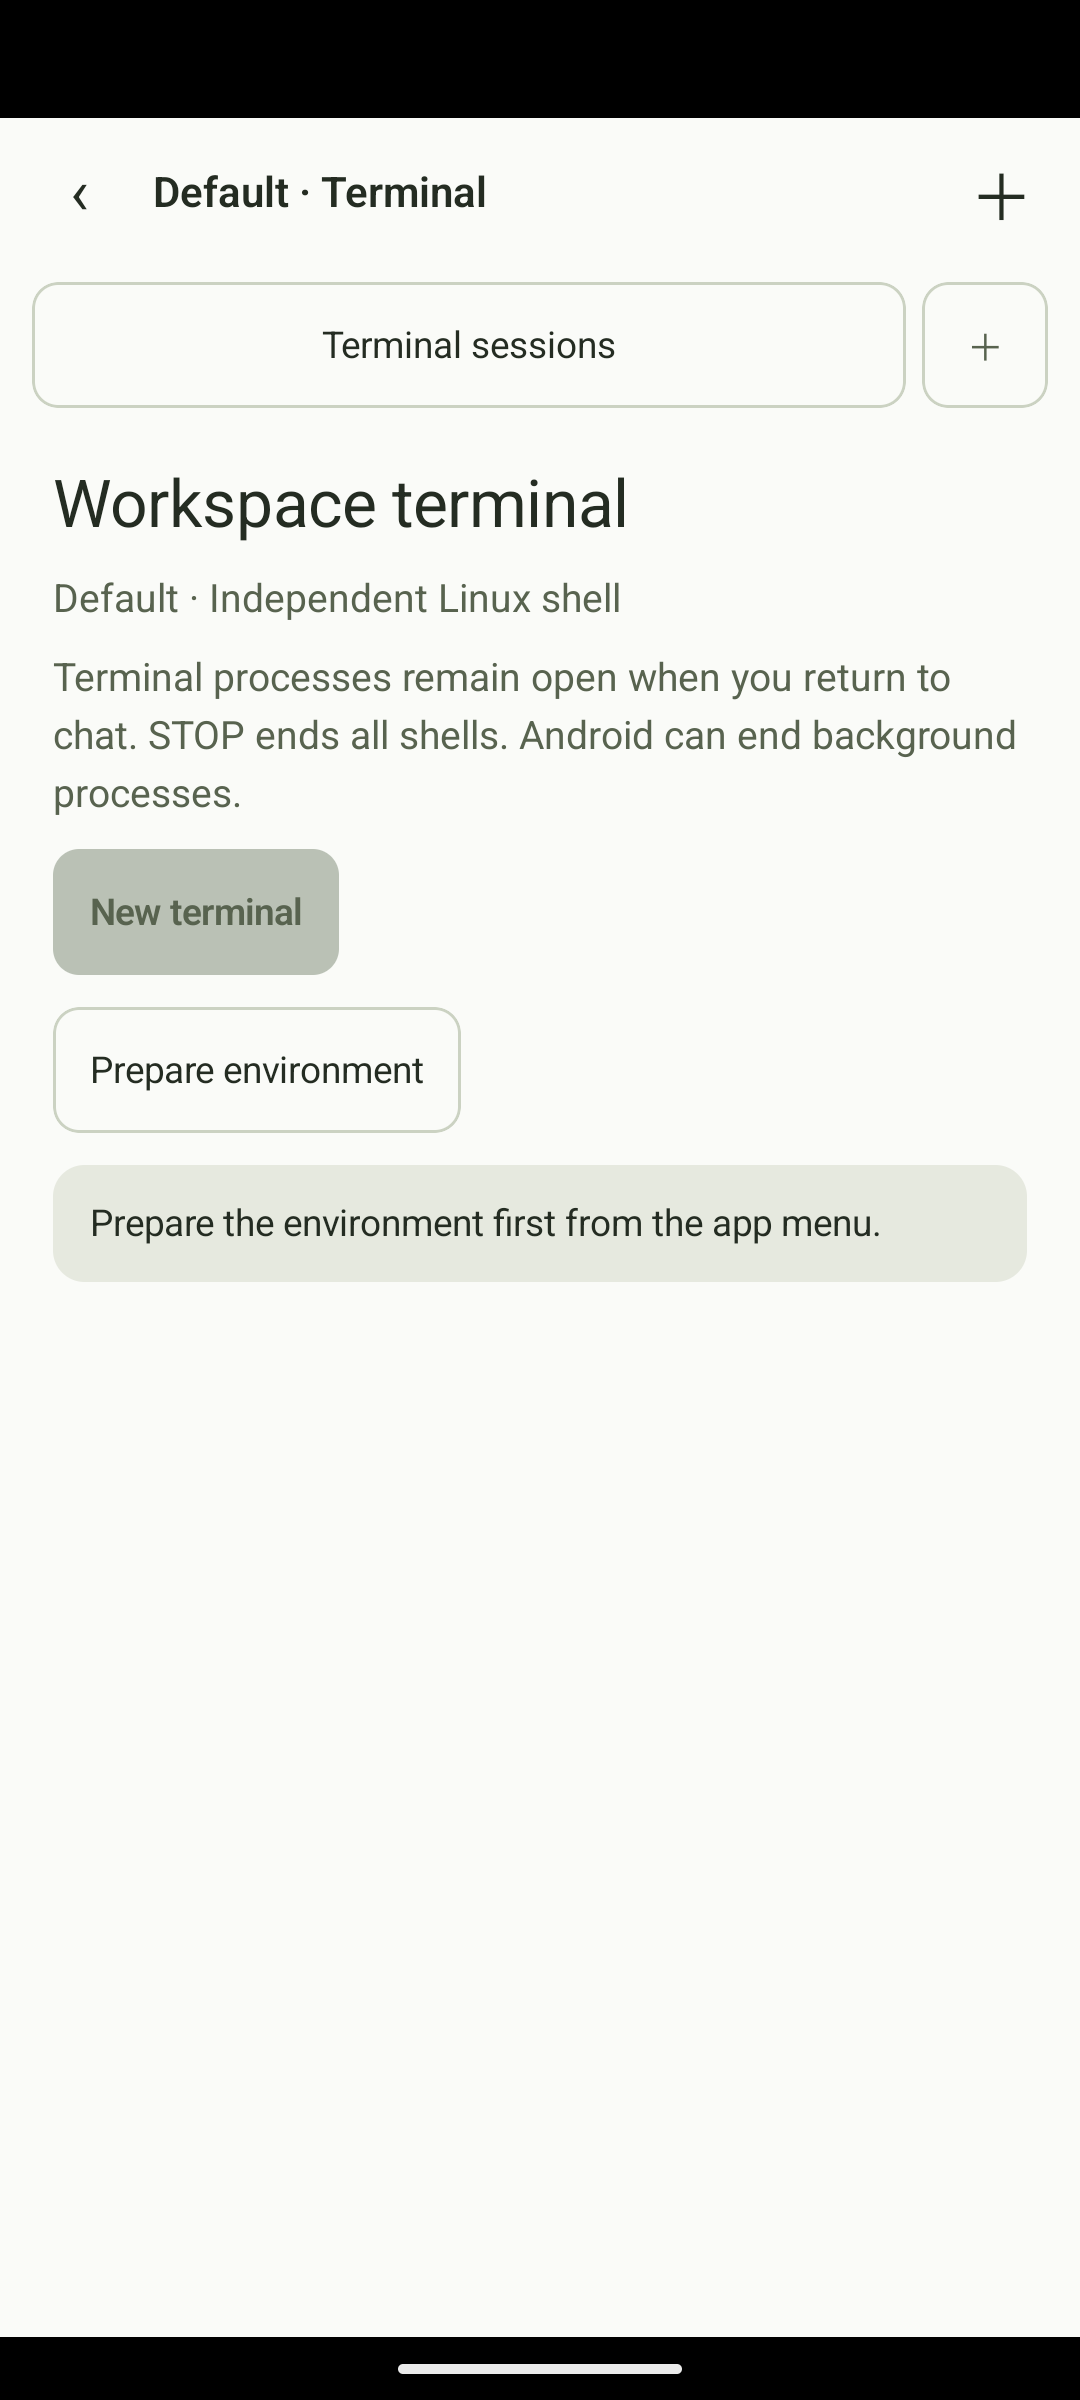 ‹ Default · Terminal +
Terminal sessions +
Workspace terminal
Default · Independent Linux shell
Terminal processes remain open when you return to
chat. STOP ends all shells. Android can end background
processes.
New terminal
Prepare environment
Prepare the environment first from the app menu.